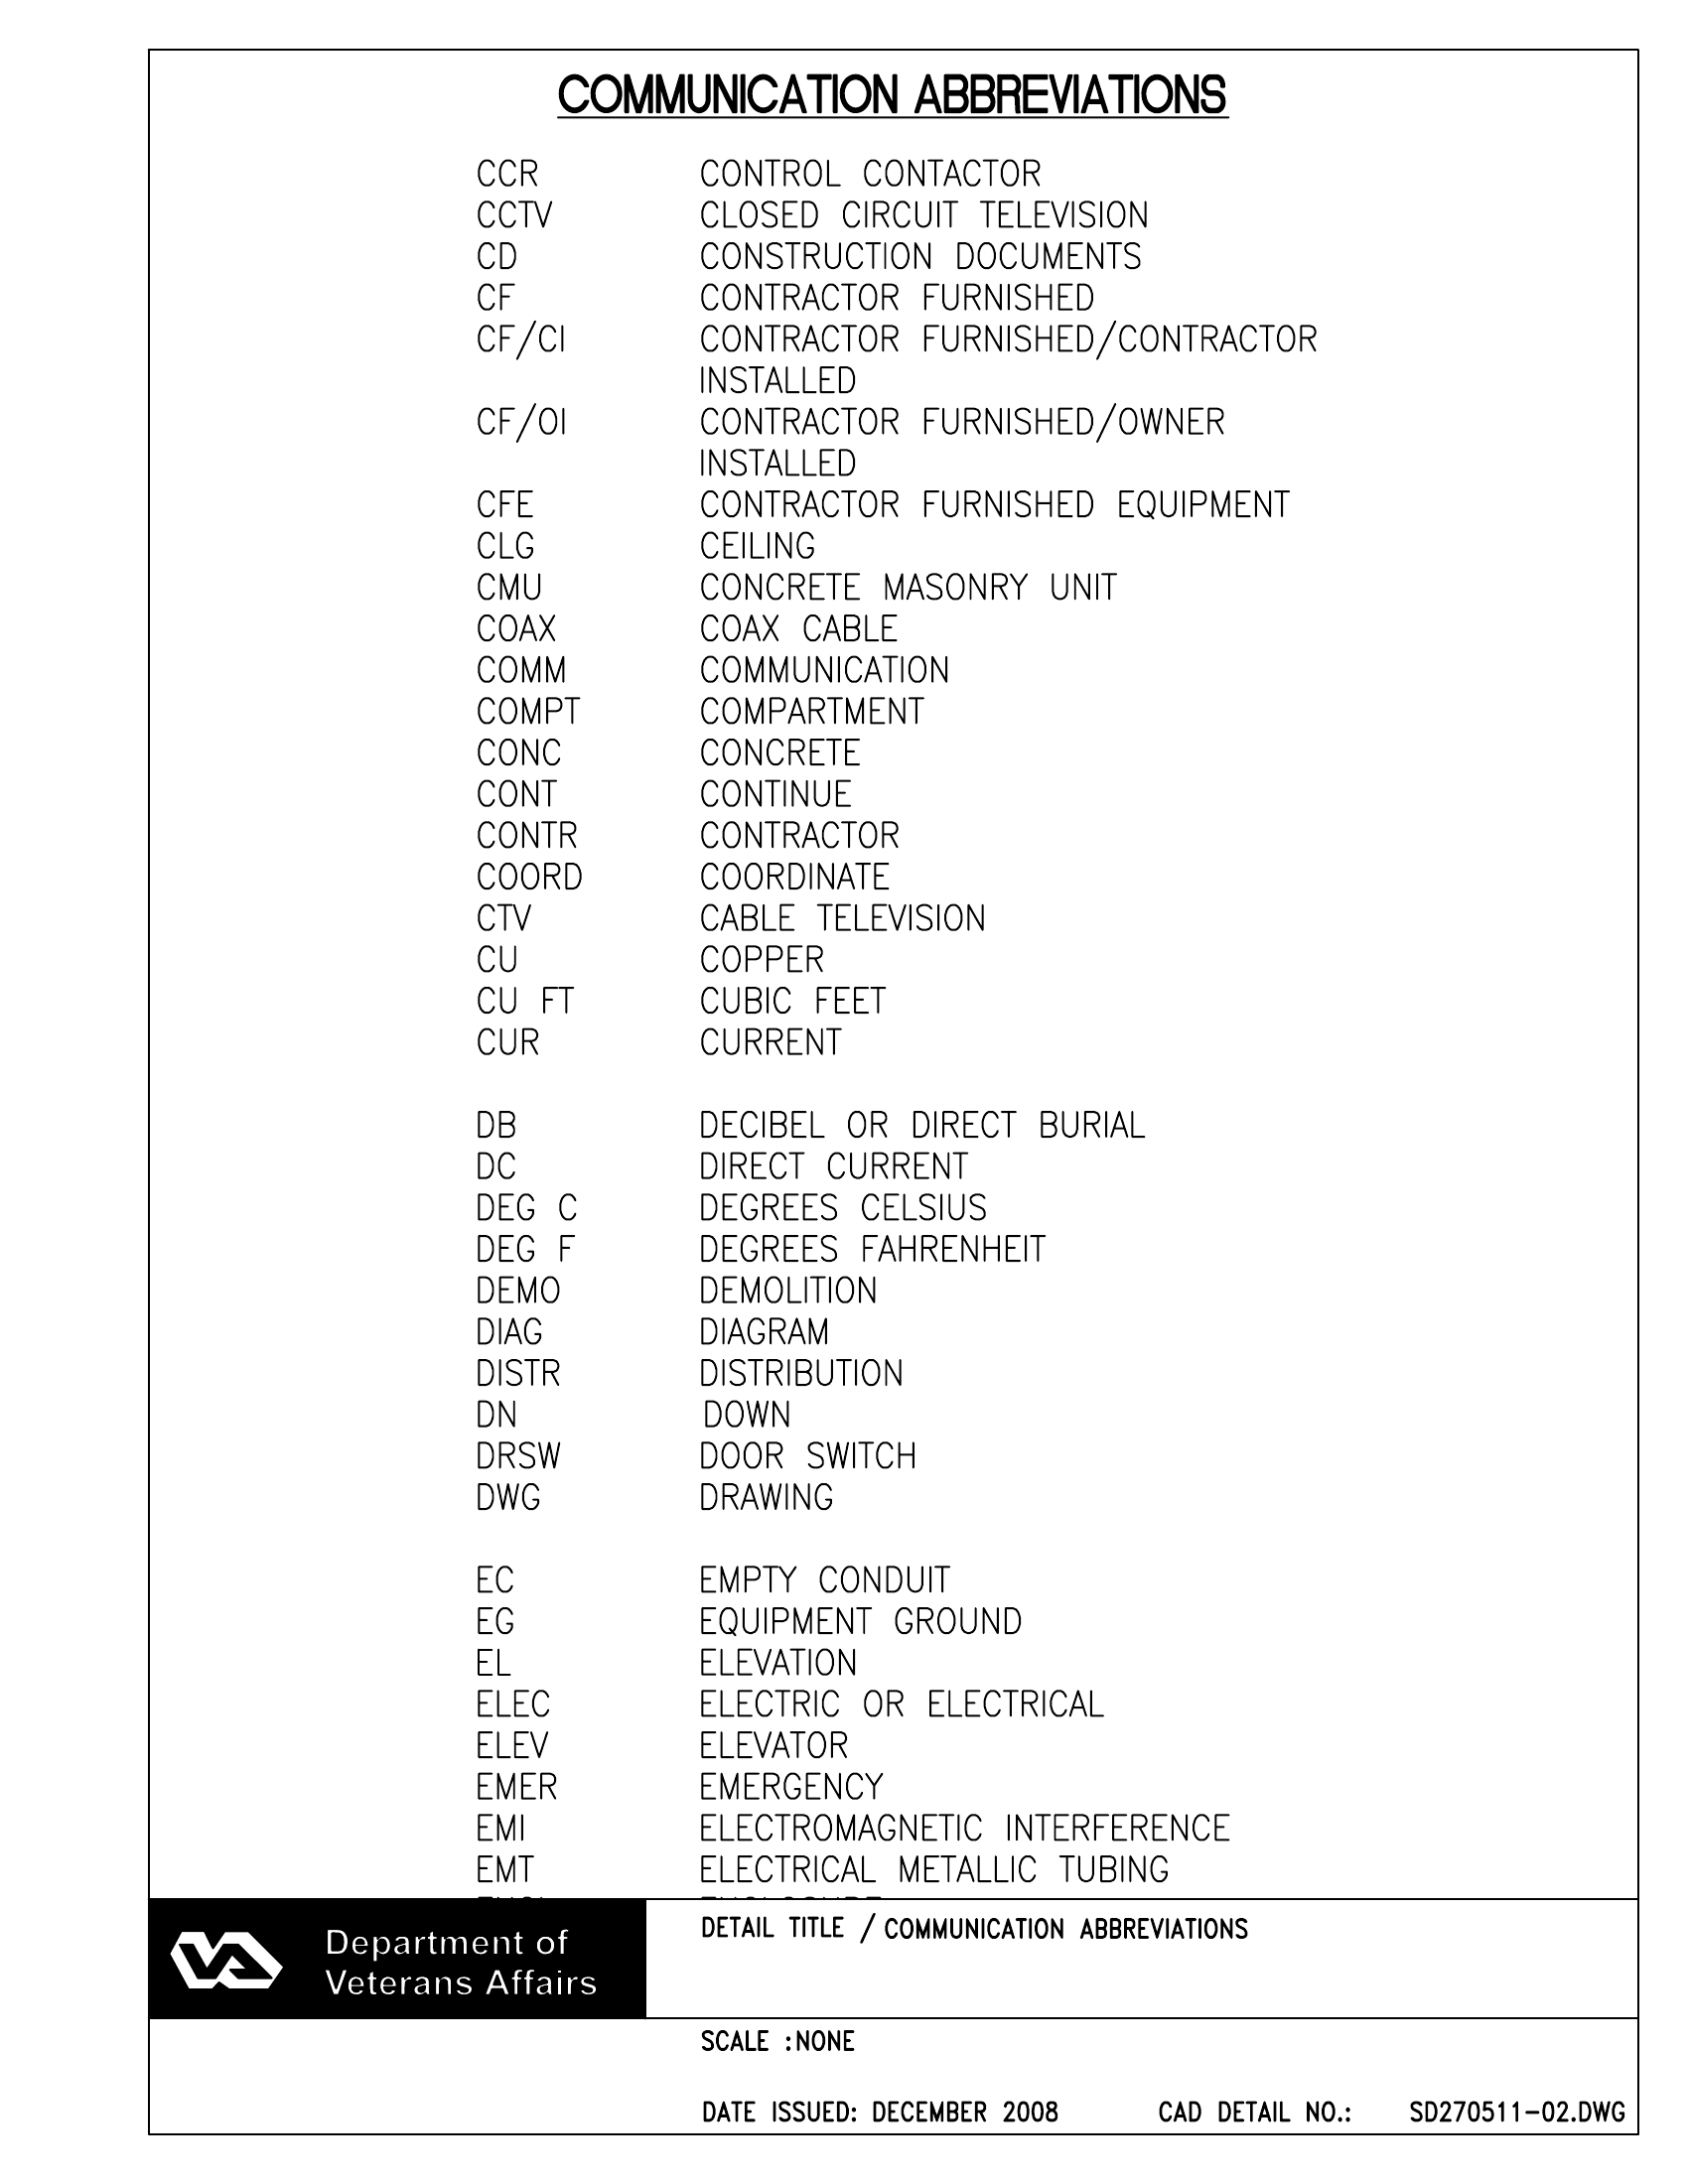 COMMUNICATION ABBREVIATIONS
CCR CONTROL CONTACTOR
CCTV CLOSED CIRCUIT TELEVISION
CD CONSTRUCTION DOCUMENTS
CF CONTRACTOR FURNISHED
CF/CI CONTRACTOR FURNISHED/CONTRACTOR
INSTALLED
CF/OI CONTRACTOR FURNISHED/OWNER
INSTALLED
CFE CONTRACTOR FURNISHED EQUIPMENT
CLG CEILING
CMU CONCRETE MASONRY UNIT
COAX COAX CABLE
COMM COMMUNICATION
COMPT COMPARTMENT
CONC CONCRETE
CONT CONTINUE
CONTR CONTRACTOR
COORD COORDINATE
CTV CABLE TELEVISION
CU COPPER
CU FT CUBIC FEET
CUR CURRENT
DB DECIBEL OR DIRECT BURIAL
DC DIRECT CURRENT
DEG C DEGREES CELSIUS
DEG F DEGREES FAHRENHEIT
DEMO DEMOLITION
DIAG DIAGRAM
DISTR DISTRIBUTION
DN DOWN
DRSW DOOR SWITCH
DWG DRAWING
EC EMPTY CONDUIT
EG EQUIPMENT GROUND
EL ELEVATION
ELEC ELECTRIC OR ELECTRICAL
ELEV ELEVATOR
EMER EMERGENCY
EMI ELECTROMAGNETIC INTERFERENCE
EMT ELECTRICAL METALLIC TUBING
Department of
Veterans Affairs
DETAIL TITLE / COMMUNICATION ABBREVIATIONS
SCALE :NONE
DATE ISSUED: DECEMBER 2008 CAD DETAIL NO.: SD270511-02.DWG